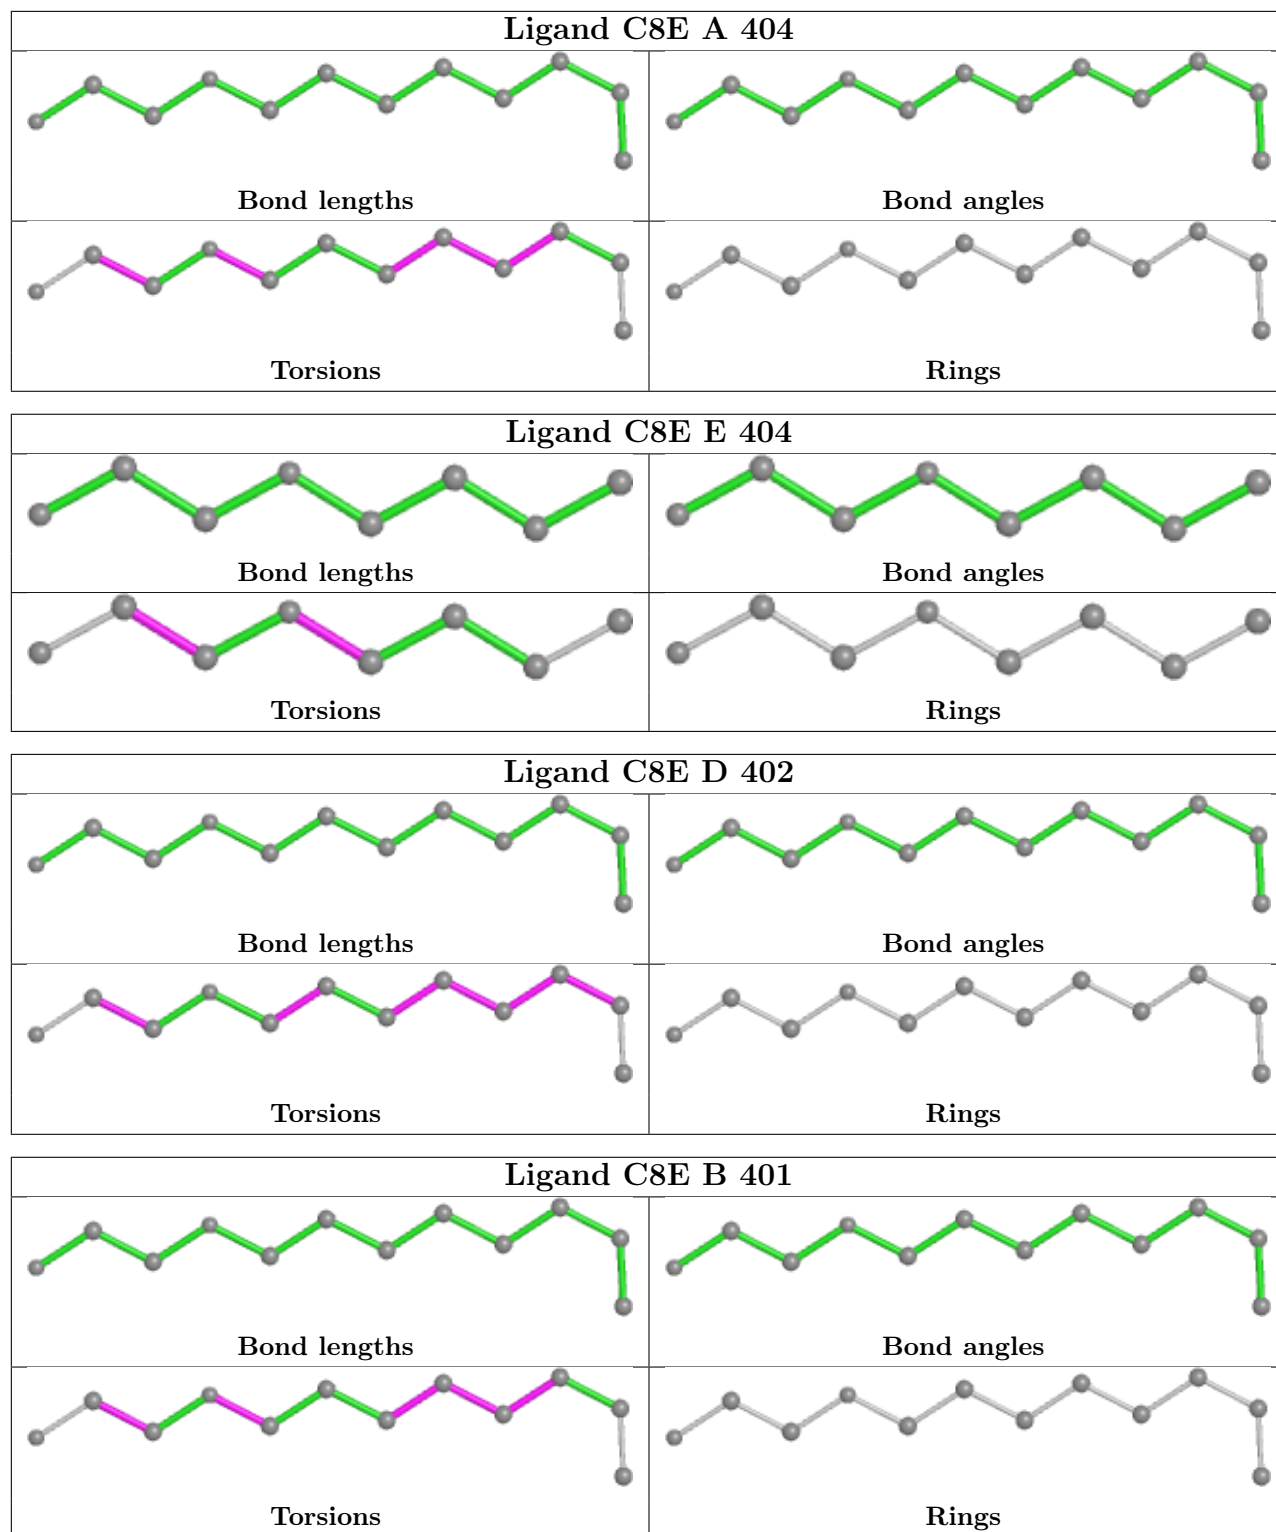 Ligand C8E A 404
Bond lengths
Bond angles
Torsions
Rings
Ligand C8E E 404
Bond lengths
Bond angles
Torsions
Rings
Ligand C8E D 402
Bond lengths
Bond angles
Torsions
Rings
Ligand C8E B 401
Bond lengths
Bond angles
Torsions
Rings